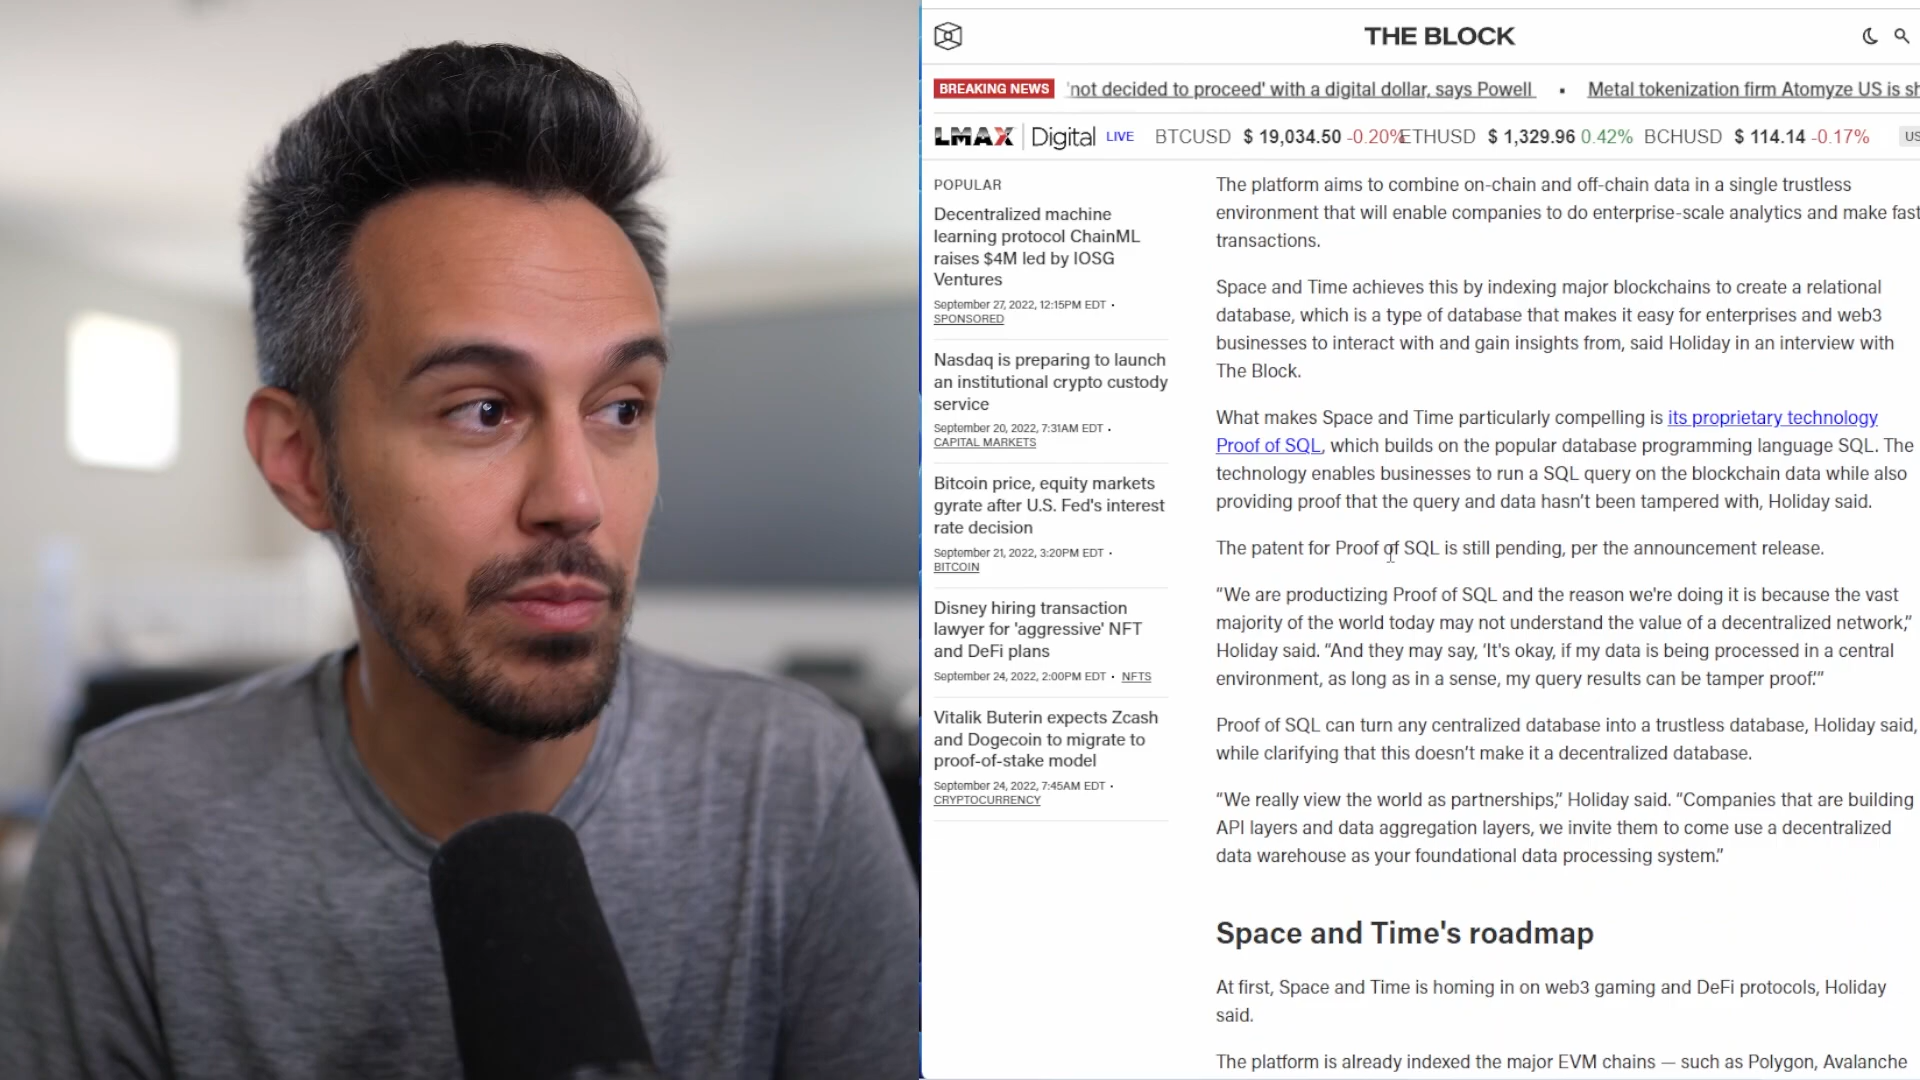 THE BLOCK
BREAKING NEWS 'not decided to proceed' with a digital dollar, says Powell ▪ Metal tokenization firm Atomyze US is
LMAX Digital LIVE BTCUSD $ 19,034.50 -0.20% ETHUSD $ 1,329.96 0.42% BCHUSD $ 114.14 -0.17% US
POPULAR
Decentralized machine
learning protocol ChainML
raises $4M led by IOSG
Ventures
September 27, 2022, 12:15PM EDT •
SPONSORED
Nasdaq is preparing to launch
an institutional crypto custody
service
September 20, 2022, 7:31AM EDT •
CAPITAL MARKETS
Bitcoin price, equity markets
gyrate after U.S. Fed's interest
rate decision
September 21, 2022, 3:20PM EDT •
BITCOIN
Disney hiring transaction
lawyer for 'aggressive' NFT
and DeFi plans
September 24, 2022, 2:00PM EDT • NFTS
Vitalik Buterin expects Zcash
and Dogecoin to migrate to
proof-of-stake model
September 24, 2022, 7:45AM EDT •
CRYPTOCURRENCY
The platform aims to combine on-chain and off-chain data in a single trustless
environment that will enable companies to do enterprise-scale analytics and make fast
transactions.
Space and Time achieves this by indexing major blockchains to create a relational
database, which is a type of database that makes it easy for enterprises and web3
businesses to interact with and gain insights from, said Holiday in an interview with
The Block.
What makes Space and Time particularly compelling is its proprietary technology
Proof of SQL, which builds on the popular database programming language SQL. The
technology enables businesses to run a SQL query on the blockchain data while also
providing proof that the query and data hasn't been tampered with, Holiday said.
The patent for Proof of SQL is still pending, per the announcement release.
“We are productizing Proof of SQL and the reason we're doing it is because the vast
majority of the world today may not understand the value of a decentralized network,”
Holiday said. “And they may say, ‘It's okay, if my data is being processed in a central
environment, as long as in a sense, my query results can be tamper proof.’”
Proof of SQL can turn any centralized database into a trustless database, Holiday said,
while clarifying that this doesn't make it a decentralized database.
“We really view the world as partnerships,” Holiday said. “Companies that are building
API layers and data aggregation layers, we invite them to come use a decentralized
data warehouse as your foundational data processing system.”
Space and Time's roadmap
At first, Space and Time is homing in on web3 gaming and DeFi protocols, Holiday
said.
The platform is already indexed the major EVM chains — such as Polygon, Avalanche